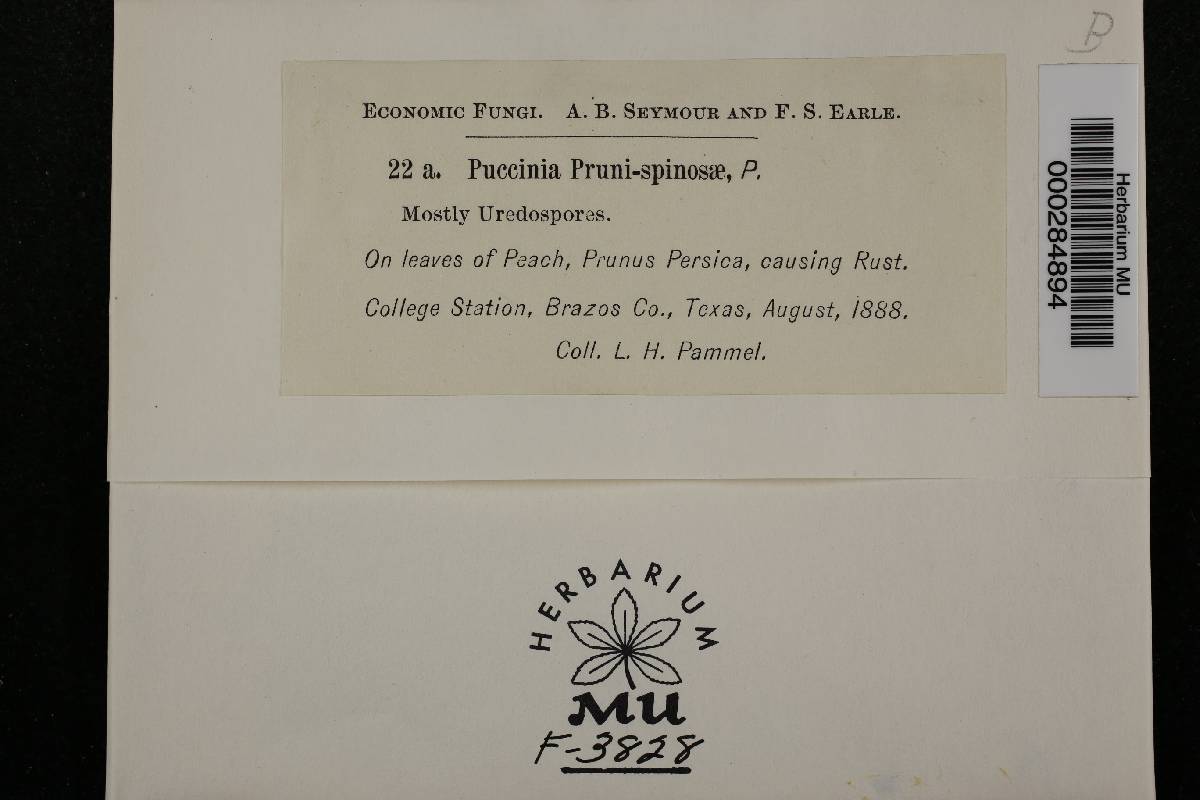 ECONOMIC FUNGI. A. B. SEYMOUR AND F. S. EARLE.
22 a. Puccinia Pruni-spinosæ, P.
Mostly Uredospores.
On leaves of Peach, Prunus Persica, causing Rust.
College Station, Brazos Co., Texas, August, 1888.
Coll. L. H. Pammel.
Herbarium MU
000284894
HERBARIUM
MU
F-3828